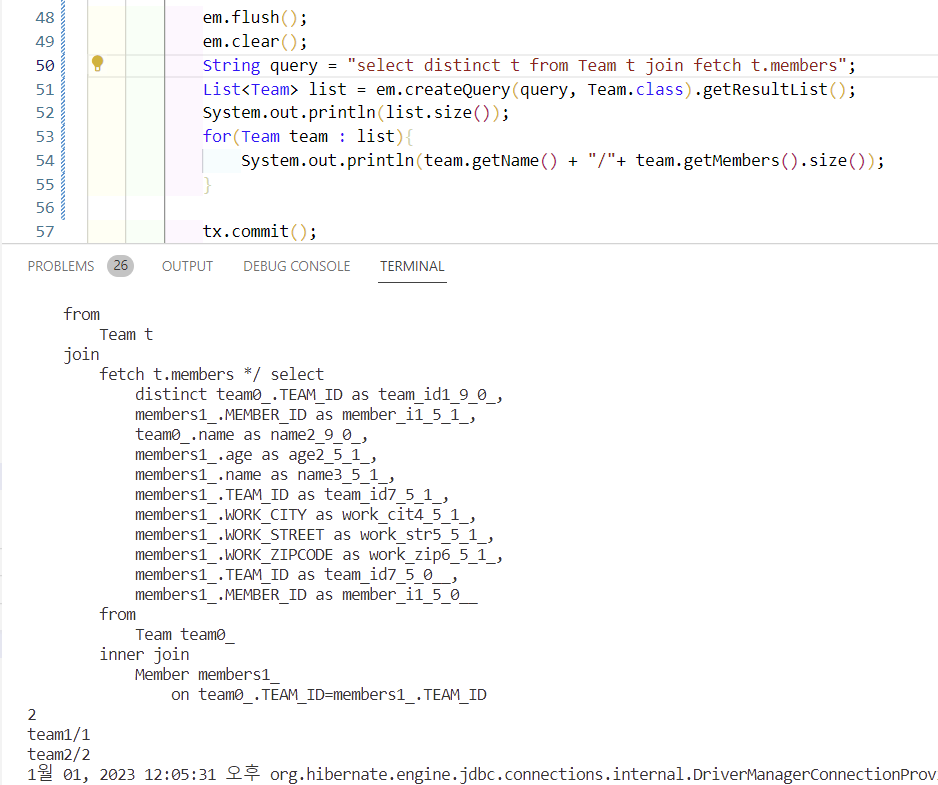 48 em.flush();
49 em.clear();
50 String query = "select distinct t from Team t join fetch t.members";
51 List<Team> list = em.createQuery(query, Team.class).getResultList();
52 System.out.println(list.size());
53 for(Team team : list){
54 System.out.println(team.getName() + "/"+ team.getMembers().size());
55 }
56
57 tx.commit();
PROBLEMS 26 OUTPUT DEBUG CONSOLE TERMINAL
from
Team t
join
fetch t.members */ select
distinct team0_.TEAM_ID as team_id1_9_0_,
members1_.MEMBER_ID as member_i1_5_1_,
team0_.name as name2_9_0_,
members1_.age as age2_5_1_,
members1_.name as name3_5_1_,
members1_.TEAM_ID as team_id7_5_1_,
members1_.WORK_CITY as work_cit4_5_1_,
members1_.WORK_STREET as work_str5_5_1_,
members1_.WORK_ZIPCODE as work_zip6_5_1_,
members1_.TEAM_ID as team_id7_5_0__,
members1_.MEMBER_ID as member_i1_5_0__
from
Team team0_
inner join
Member members1_
on team0_.TEAM_ID=members1_.TEAM_ID
2
team1/1
team2/2
1월 01, 2023 12:05:31 오후 org.hibernate.engine.jdbc.connections.internal.DriverManagerConnectionProv